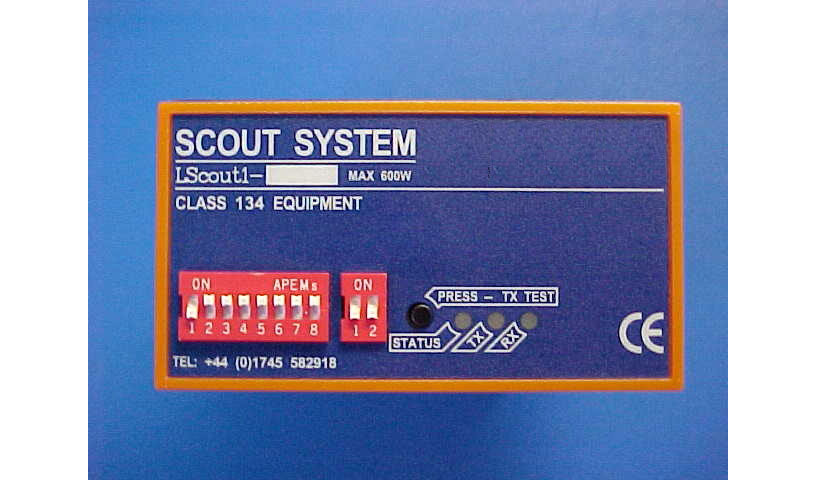 SCOUT SYSTEM
LScout1- MAX 600W
CLASS 134 EQUIPMENT
ON APEMs
1 2 3 4 5 6 7 8
ON
1 2
PRESS - TX TEST
STATUS TX RX
CE
TEL: +44 (0)1745 582918